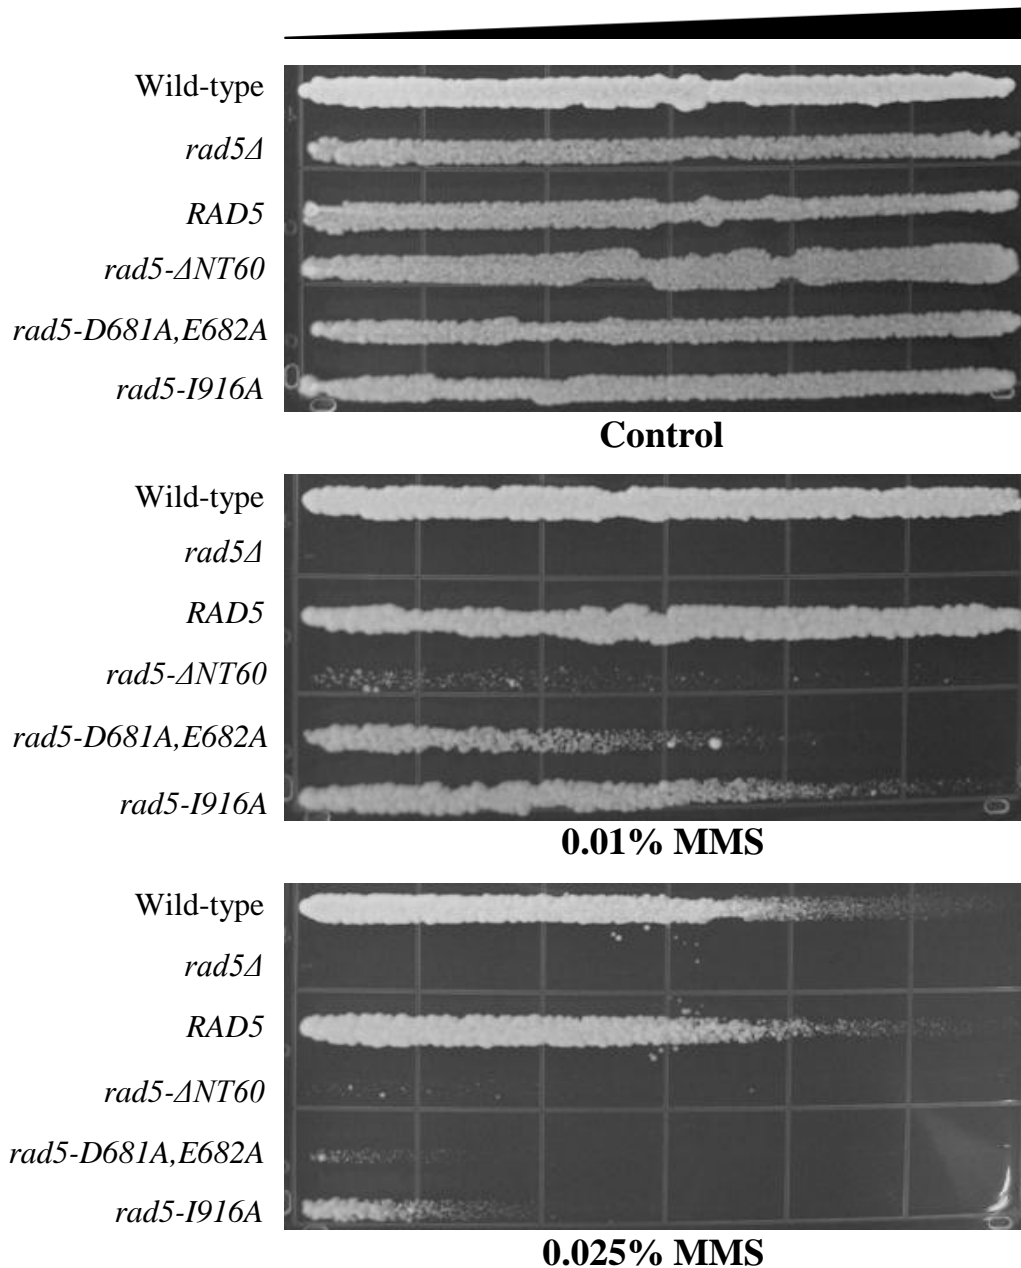 Wild-type
rad5Δ
RAD5
rad5-ΔNT60
rad5-D681A,E682A
rad5-I916A
Control
Wild-type
rad5Δ
RAD5
rad5-ΔNT60
rad5-D681A,E682A
rad5-I916A
0.01% MMS
Wild-type
rad5Δ
RAD5
rad5-ΔNT60
rad5-D681A,E682A
rad5-I916A
0.025% MMS